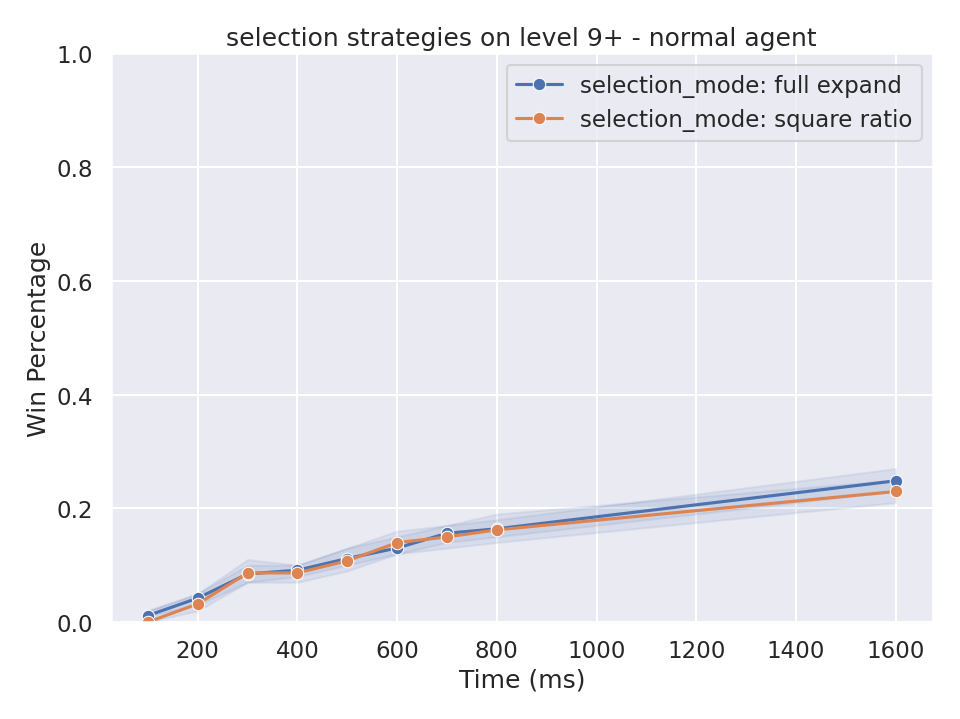 selection strategies on level 9+ - normal agent
selection_mode: full expand
selection_mode: square ratio
1.0
0.8
0.6
0.4
0.2
0.0
Win Percentage
200 400 600 800 1000 1200 1400 1600
Time (ms)